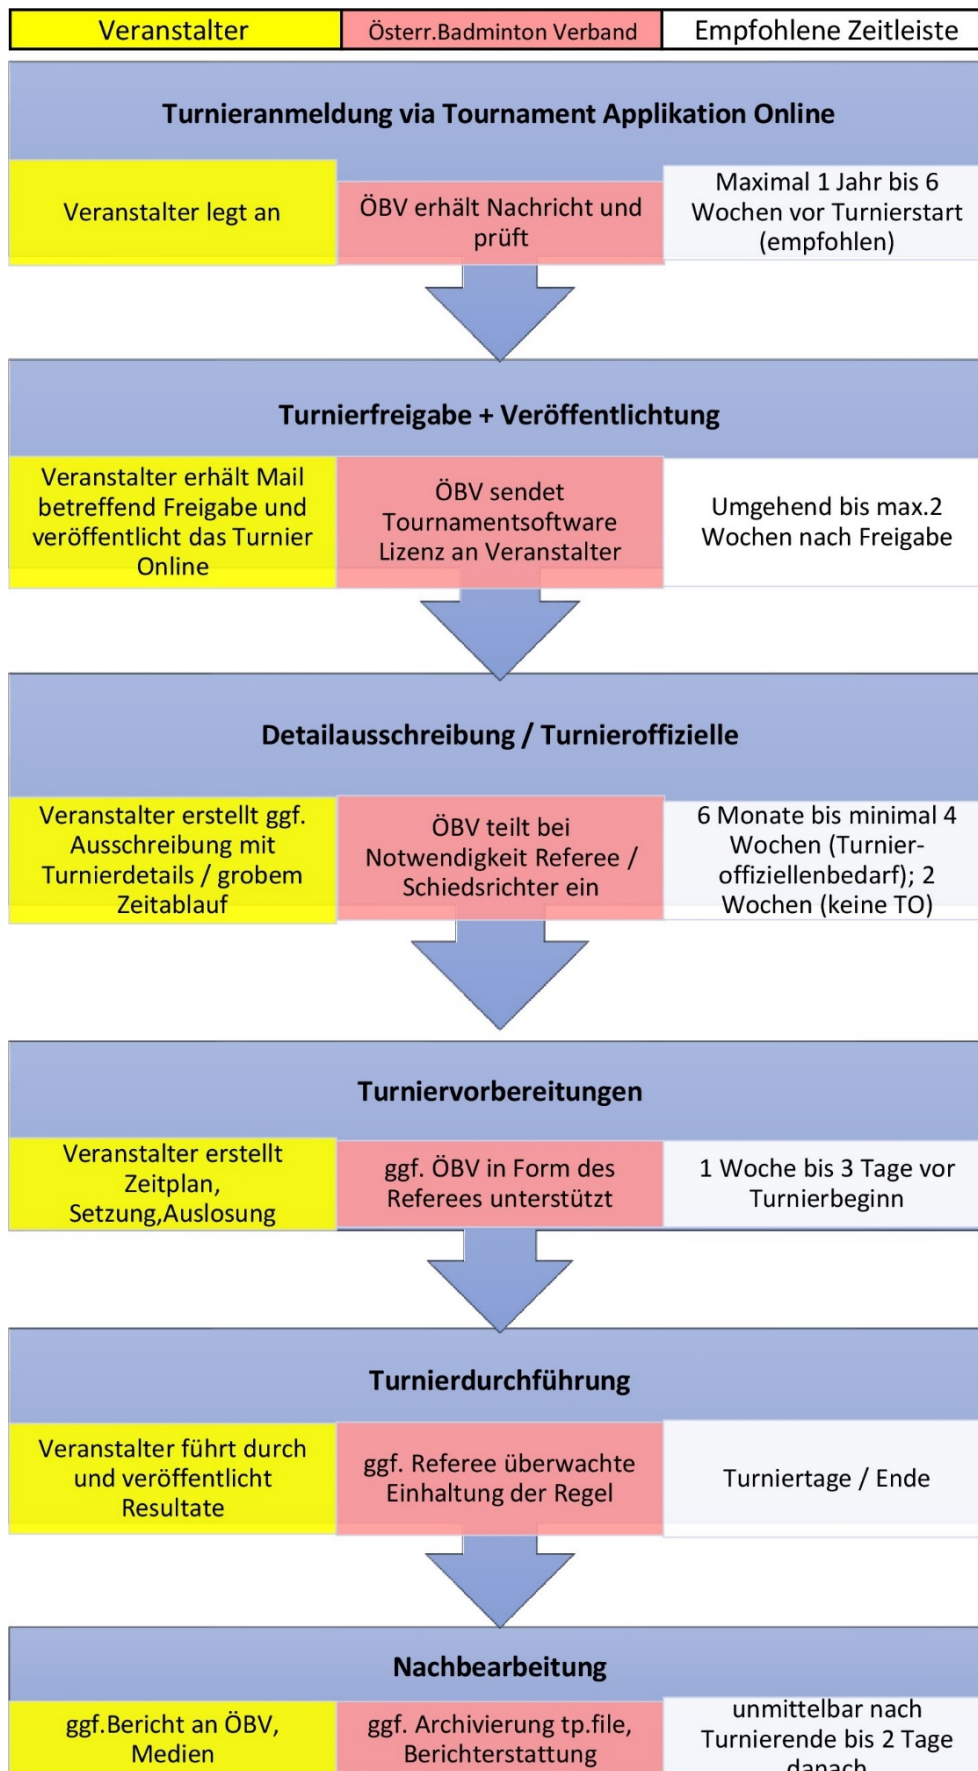 Veranstalter
Österr.Badminton Verband
Empfohlene Zeitleiste
Turnieranmeldung via Tournament Applikation Online
Veranstalter legt an
ÖBV erhält Nachricht und
prüft
Maximal 1 Jahr bis 6
Wochen vor Turnierstart
(empfohlen)
Turnierfreigabe + Veröffentlichtung
Veranstalter erhält Mail
betreffend Freigabe und
veröffentlicht das Turnier
Online
ÖBV sendet
Tournamentsoftware
Lizenz an Veranstalter
Umgehend bis max.2
Wochen nach Freigabe
Detailausschreibung / Turnieroffizielle
Veranstalter erstellt ggf.
Ausschreibung mit
Turnierdetails / grobem
Zeitablauf
ÖBV teilt bei
Notwendigkeit Referee /
Schiedsrichter ein
6 Monate bis minimal 4
Wochen (Turnier-
offiziellenbedarf); 2
Wochen (keine TO)
Turniervorbereitungen
Veranstalter erstellt
Zeitplan,
Setzung,Auslosung
ggf. ÖBV in Form des
Referees unterstützt
1 Woche bis 3 Tage vor
Turnierbeginn
Turnierdurchführung
Veranstalter führt durch
und veröffentlicht
Resultate
ggf. Referee überwachte
Einhaltung der Regel
Turniertage / Ende
Nachbearbeitung
ggf.Bericht an ÖBV,
Medien
ggf. Archivierung tp.file,
Berichterstattung
unmittelbar nach
Turnierende bis 2 Tage
danach